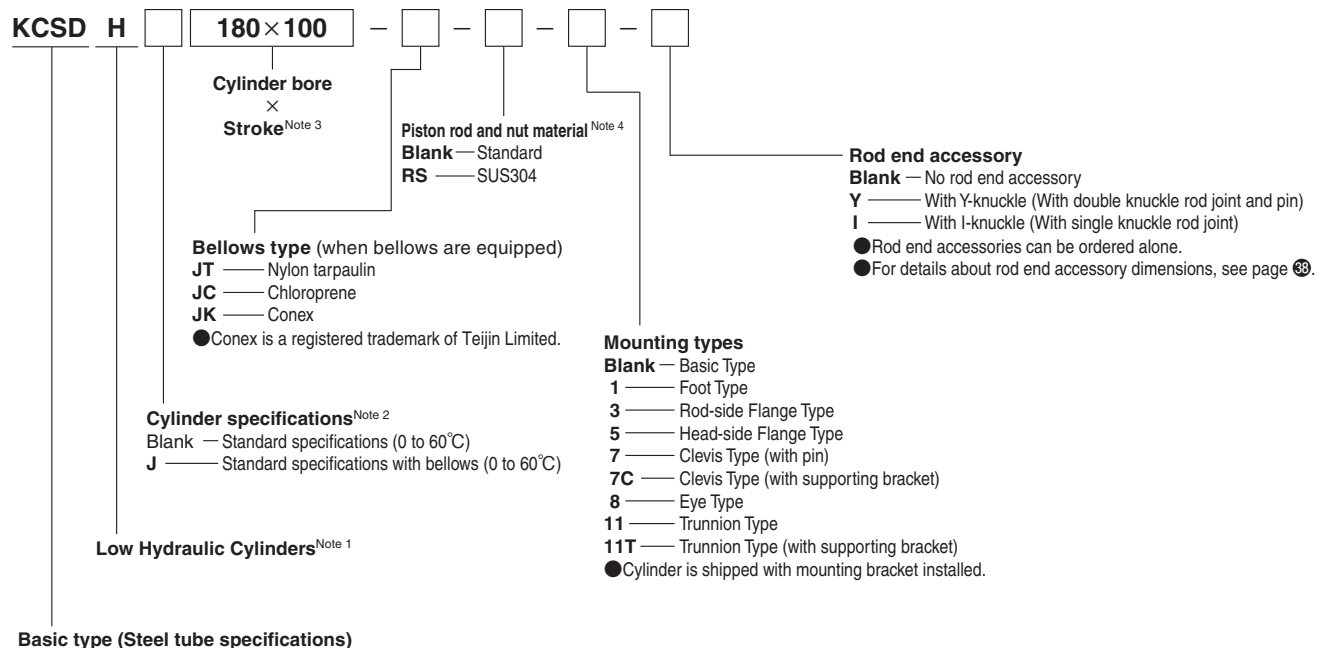 KCSD H 180×100 − − − −
Cylinder bore
×
Stroke Note 3
Piston rod and nut material Note 4
Blank — Standard
RS — SUS304
Rod end accessory
Blank — No rod end accessory
Y — With Y-knuckle (With double knuckle rod joint and pin)
I — With I-knuckle (With single knuckle rod joint)
●Rod end accessories can be ordered alone.
●For details about rod end accessory dimensions, see page 38.
Bellows type (when bellows are equipped)
JT — Nylon tarpaulin
JC — Chloroprene
JK — Conex
●Conex is a registered trademark of Teijin Limited.
Mounting types
Blank — Basic Type
1 — Foot Type
3 — Rod-side Flange Type
5 — Head-side Flange Type
7 — Clevis Type (with pin)
7C — Clevis Type (with supporting bracket)
8 — Eye Type
11 — Trunnion Type
11T — Trunnion Type (with supporting bracket)
●Cylinder is shipped with mounting bracket installed.
Cylinder specifications Note 2
Blank — Standard specifications (0 to 60℃)
J — Standard specifications with bellows (0 to 60℃)
Low Hydraulic Cylinders Note 1
Basic type (Steel tube specifications)